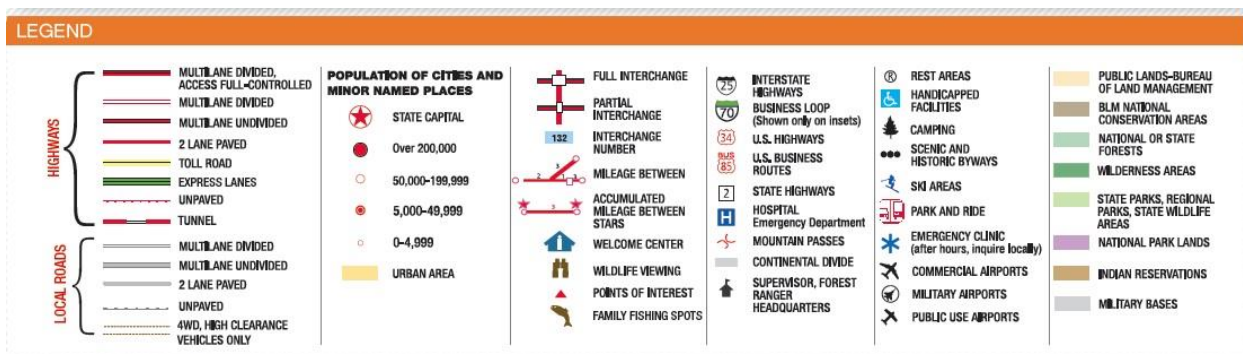 LEGEND
HIGHWAYS
MULTILANE DIVIDED,
ACCESS FULL-CONTROLLED
MULTILANE DIVIDED
MULTILANE UNDIVIDED
2 LANE PAVED
TOLL ROAD
EXPRESS LANES
UNPAVED
TUNNEL
LOCAL ROADS
MULTILANE DIVIDED
MULTILANE UNDIVIDED
2 LANE PAVED
UNPAVED
4WD, HIGH CLEARANCE
VEHICLES ONLY
POPULATION OF CITIES AND
MINOR NAMED PLACES
STATE CAPITAL
Over 200,000
50,000-199,999
5,000-49,999
0-4,999
URBAN AREA
FULL INTERCHANGE
PARTIAL
INTERCHANGE
132
INTERCHANGE
NUMBER
MILEAGE BETWEEN
ACCUMULATED
MILEAGE BETWEEN
STARS
WELCOME CENTER
WILDLIFE VIEWING
POINTS OF INTEREST
FAMILY FISHING SPOTS
25
INTERSTATE
HIGHWAYS
70
BUSINESS LOOP
(Shown only on insets)
34
U.S. HIGHWAYS
BUS
85
U.S. BUSINESS
ROUTES
2
STATE HIGHWAYS
H
HOSPITAL
Emergency Department
MOUNTAIN PASSES
CONTINENTAL DIVIDE
SUPERVISOR, FOREST
RANGER
HEADQUARTERS
R
REST AREAS
HANDICAPPED
FACILITIES
CAMPING
SCENIC AND
HISTORIC BYWAYS
SKI AREAS
PARK AND RIDE
EMERGENCY CLINIC
(after hours, inquire locally)
COMMERCIAL AIRPORTS
MILITARY AIRPORTS
PUBLIC USE AIRPORTS
PUBLIC LANDS-BUREAU
OF LAND MANAGEMENT
BLM NATIONAL
CONSERVATION AREAS
NATIONAL OR STATE
FORESTS
WILDERNESS AREAS
STATE PARKS, REGIONAL
PARKS, STATE WILDLIFE
AREAS
NATIONAL PARK LANDS
INDIAN RESERVATIONS
MILITARY BASES